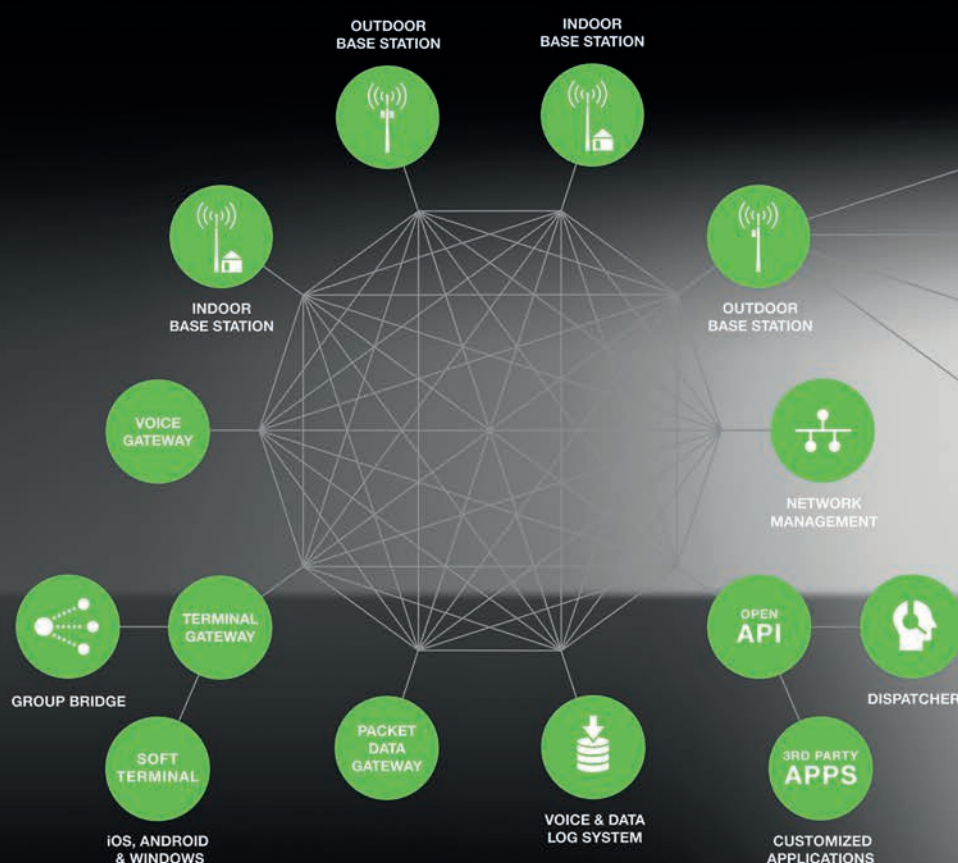 OUTDOOR
BASE STATION
INDOOR
BASE STATION
INDOOR
BASE STATION
OUTDOOR
BASE STATION
VOICE
GATEWAY
NETWORK
MANAGEMENT
GROUP BRIDGE
TERMINAL
GATEWAY
OPEN
API
DISPATCHER
SOFT
TERMINAL
iOS, ANDROID
& WINDOWS
PACKET
DATA
GATEWAY
VOICE & DATA
LOG SYSTEM
3RD PARTY
APPS
CUSTOMIZED
APPLICATIONS